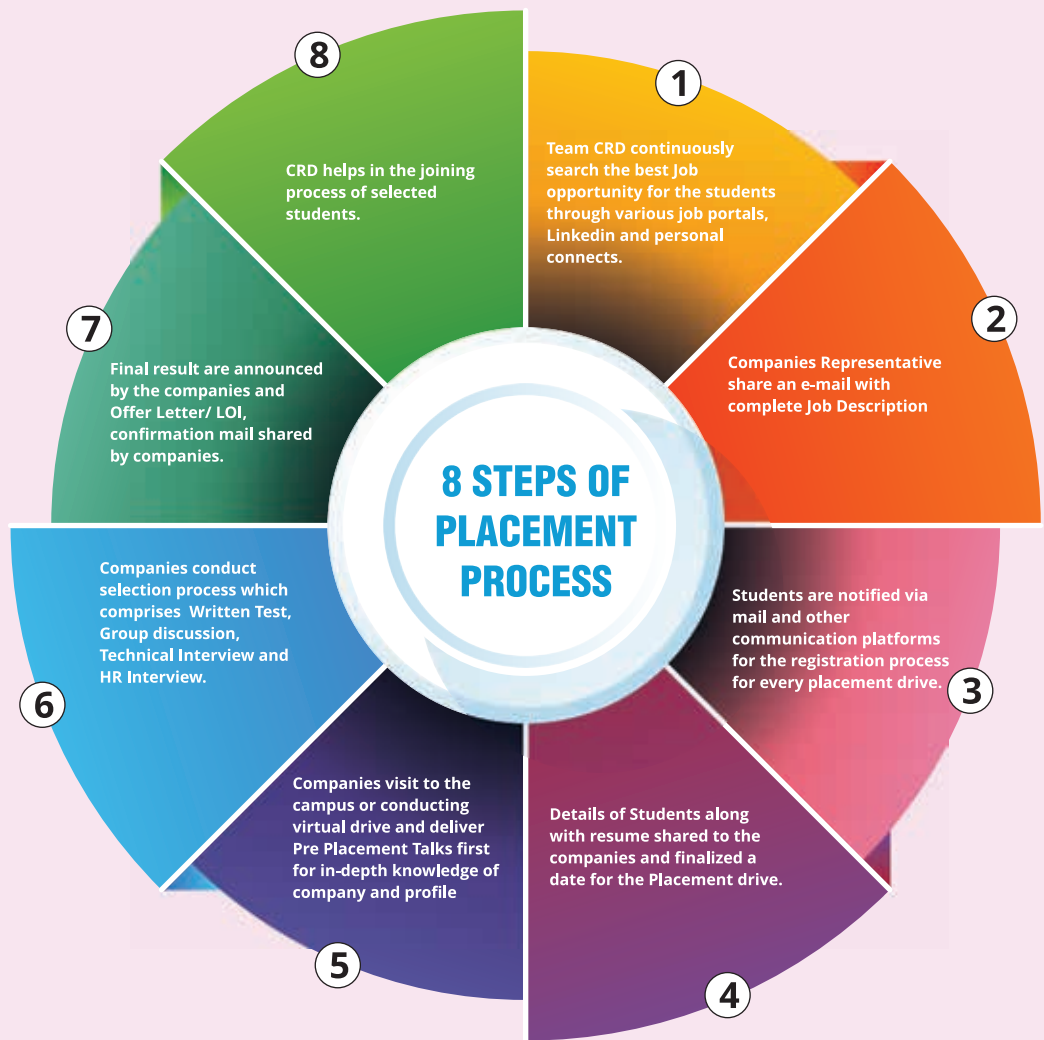 8 STEPS OF
PLACEMENT
PROCESS
1
Team CRD continuously
search the best Job
opportunity for the students
through various job portals,
Linkedin and personal
connects.
2
Companies Representative
share an e-mail with
complete Job Description
3
Students are notified via
mail and other
communication platforms
for the registration process
for every placement drive.
4
Details of Students along
with resume shared to the
companies and finalized a
date for the Placement drive.
5
Companies visit to the
campus or conducting
virtual drive and deliver
Pre Placement Talks first
for in-depth knowledge of
company and profile
6
Companies conduct
selection process which
comprises Written Test,
Group discussion,
Technical Interview and
HR Interview.
7
Final result are announced
by the companies and
Offer Letter/ LOI,
confirmation mail shared
by companies.
8
CRD helps in the joining
process of selected
students.